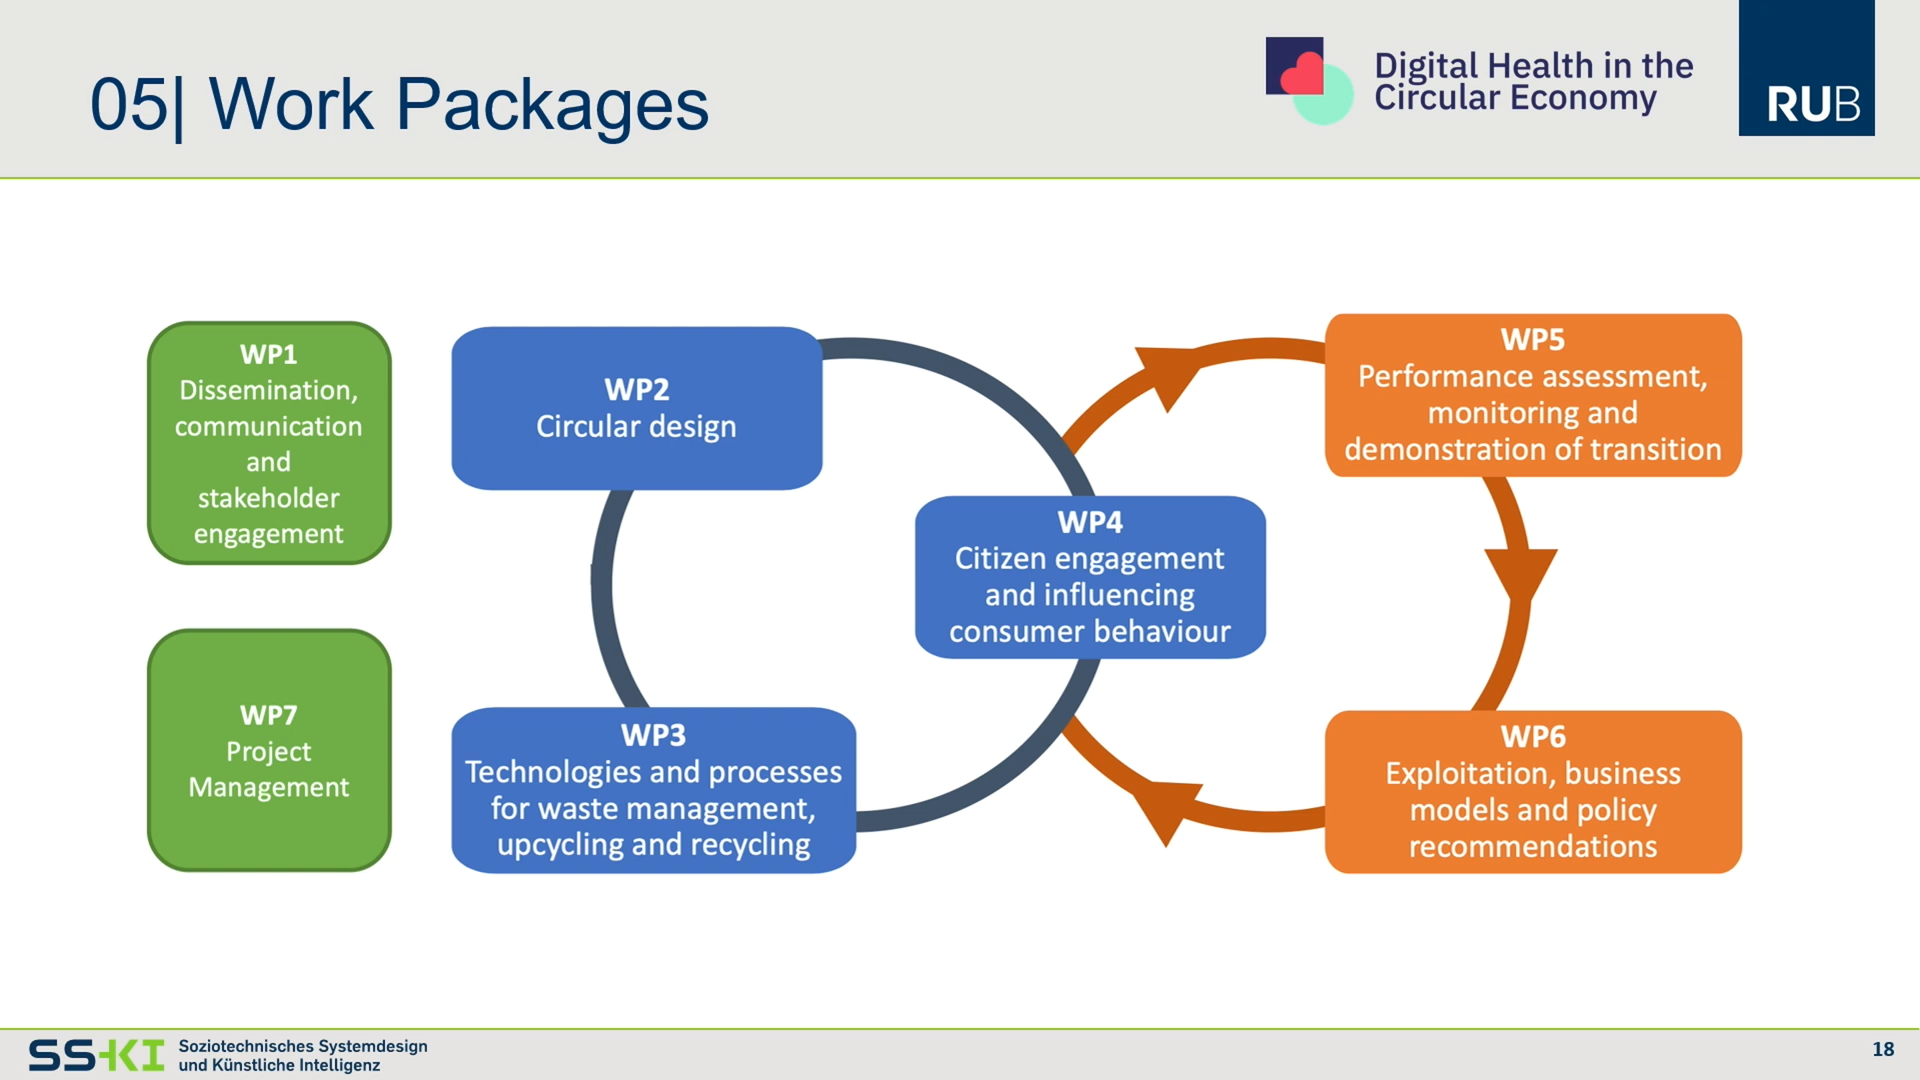 05| Work Packages
Digital Health in the
Circular Economy
RUB
WP1
Dissemination,
communication
and
stakeholder
engagement
WP2
Circular design
WP5
Performance assessment,
monitoring and
demonstration of transition
WP4
Citizen engagement
and influencing
consumer behaviour
WP7
Project
Management
WP3
Technologies and processes
for waste management,
upcycling and recycling
WP6
Exploitation, business
models and policy
recommendations
SS-KI
Soziotechnisches Systemdesign
und Künstliche Intelligenz
18